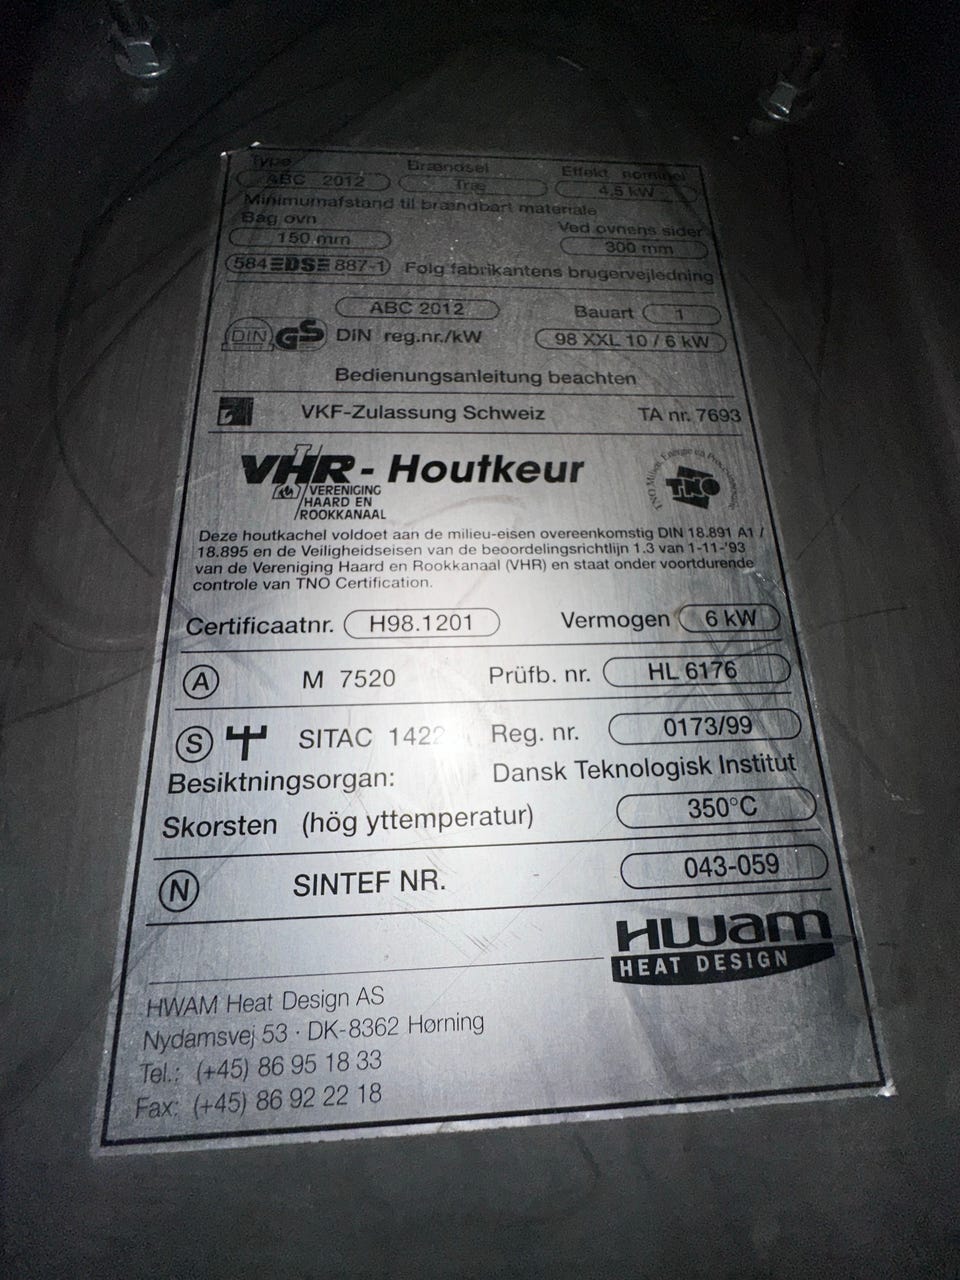 Type Brændsel Effekt nominel
ABC 2012 Træ 4,5 kW
Minimumafstand til brændbart materiale
Bag ovn Ved ovnens sider
150 mm 300 mm
584 DS 887-1 Følg fabrikantens brugervejledning
ABC 2012 Bauart 1
DIN GS DIN reg.nr./kW 98 XXL 10 / 6 kW
Bedienungsanleitung beachten
VKF-Zulassung Schweiz TA nr. 7693
VHR - Houtkeur
VERENIGING
HAARD EN
ROOKKANAAL
TNO
Deze houtkachel voldoet aan de milieu-eisen overeenkomstig DIN 18.891 A1 /
18.895 en de Veiligheidseisen van de beoordelingsrichtlijn 1.3 van 1-11-'93
van de Vereniging Haard en Rookkanaal (VHR) en staat onder voortdurende
controle van TNO Certification.
Certificaatnr. H98.1201 Vermogen 6 kW
A M 7520 Prüfb. nr. HL 6176
S SITAC 1422 Reg. nr. 0173/99
Besiktningsorgan: Dansk Teknologisk Institut
Skorsten (hög yttemperatur) 350°C
N SINTEF NR. 043-059
HWAM
HEAT DESIGN
HWAM Heat Design AS
Nydamsvej 53 · DK-8362 Hørning
Tel.: (+45) 86 95 18 33
Fax: (+45) 86 92 22 18